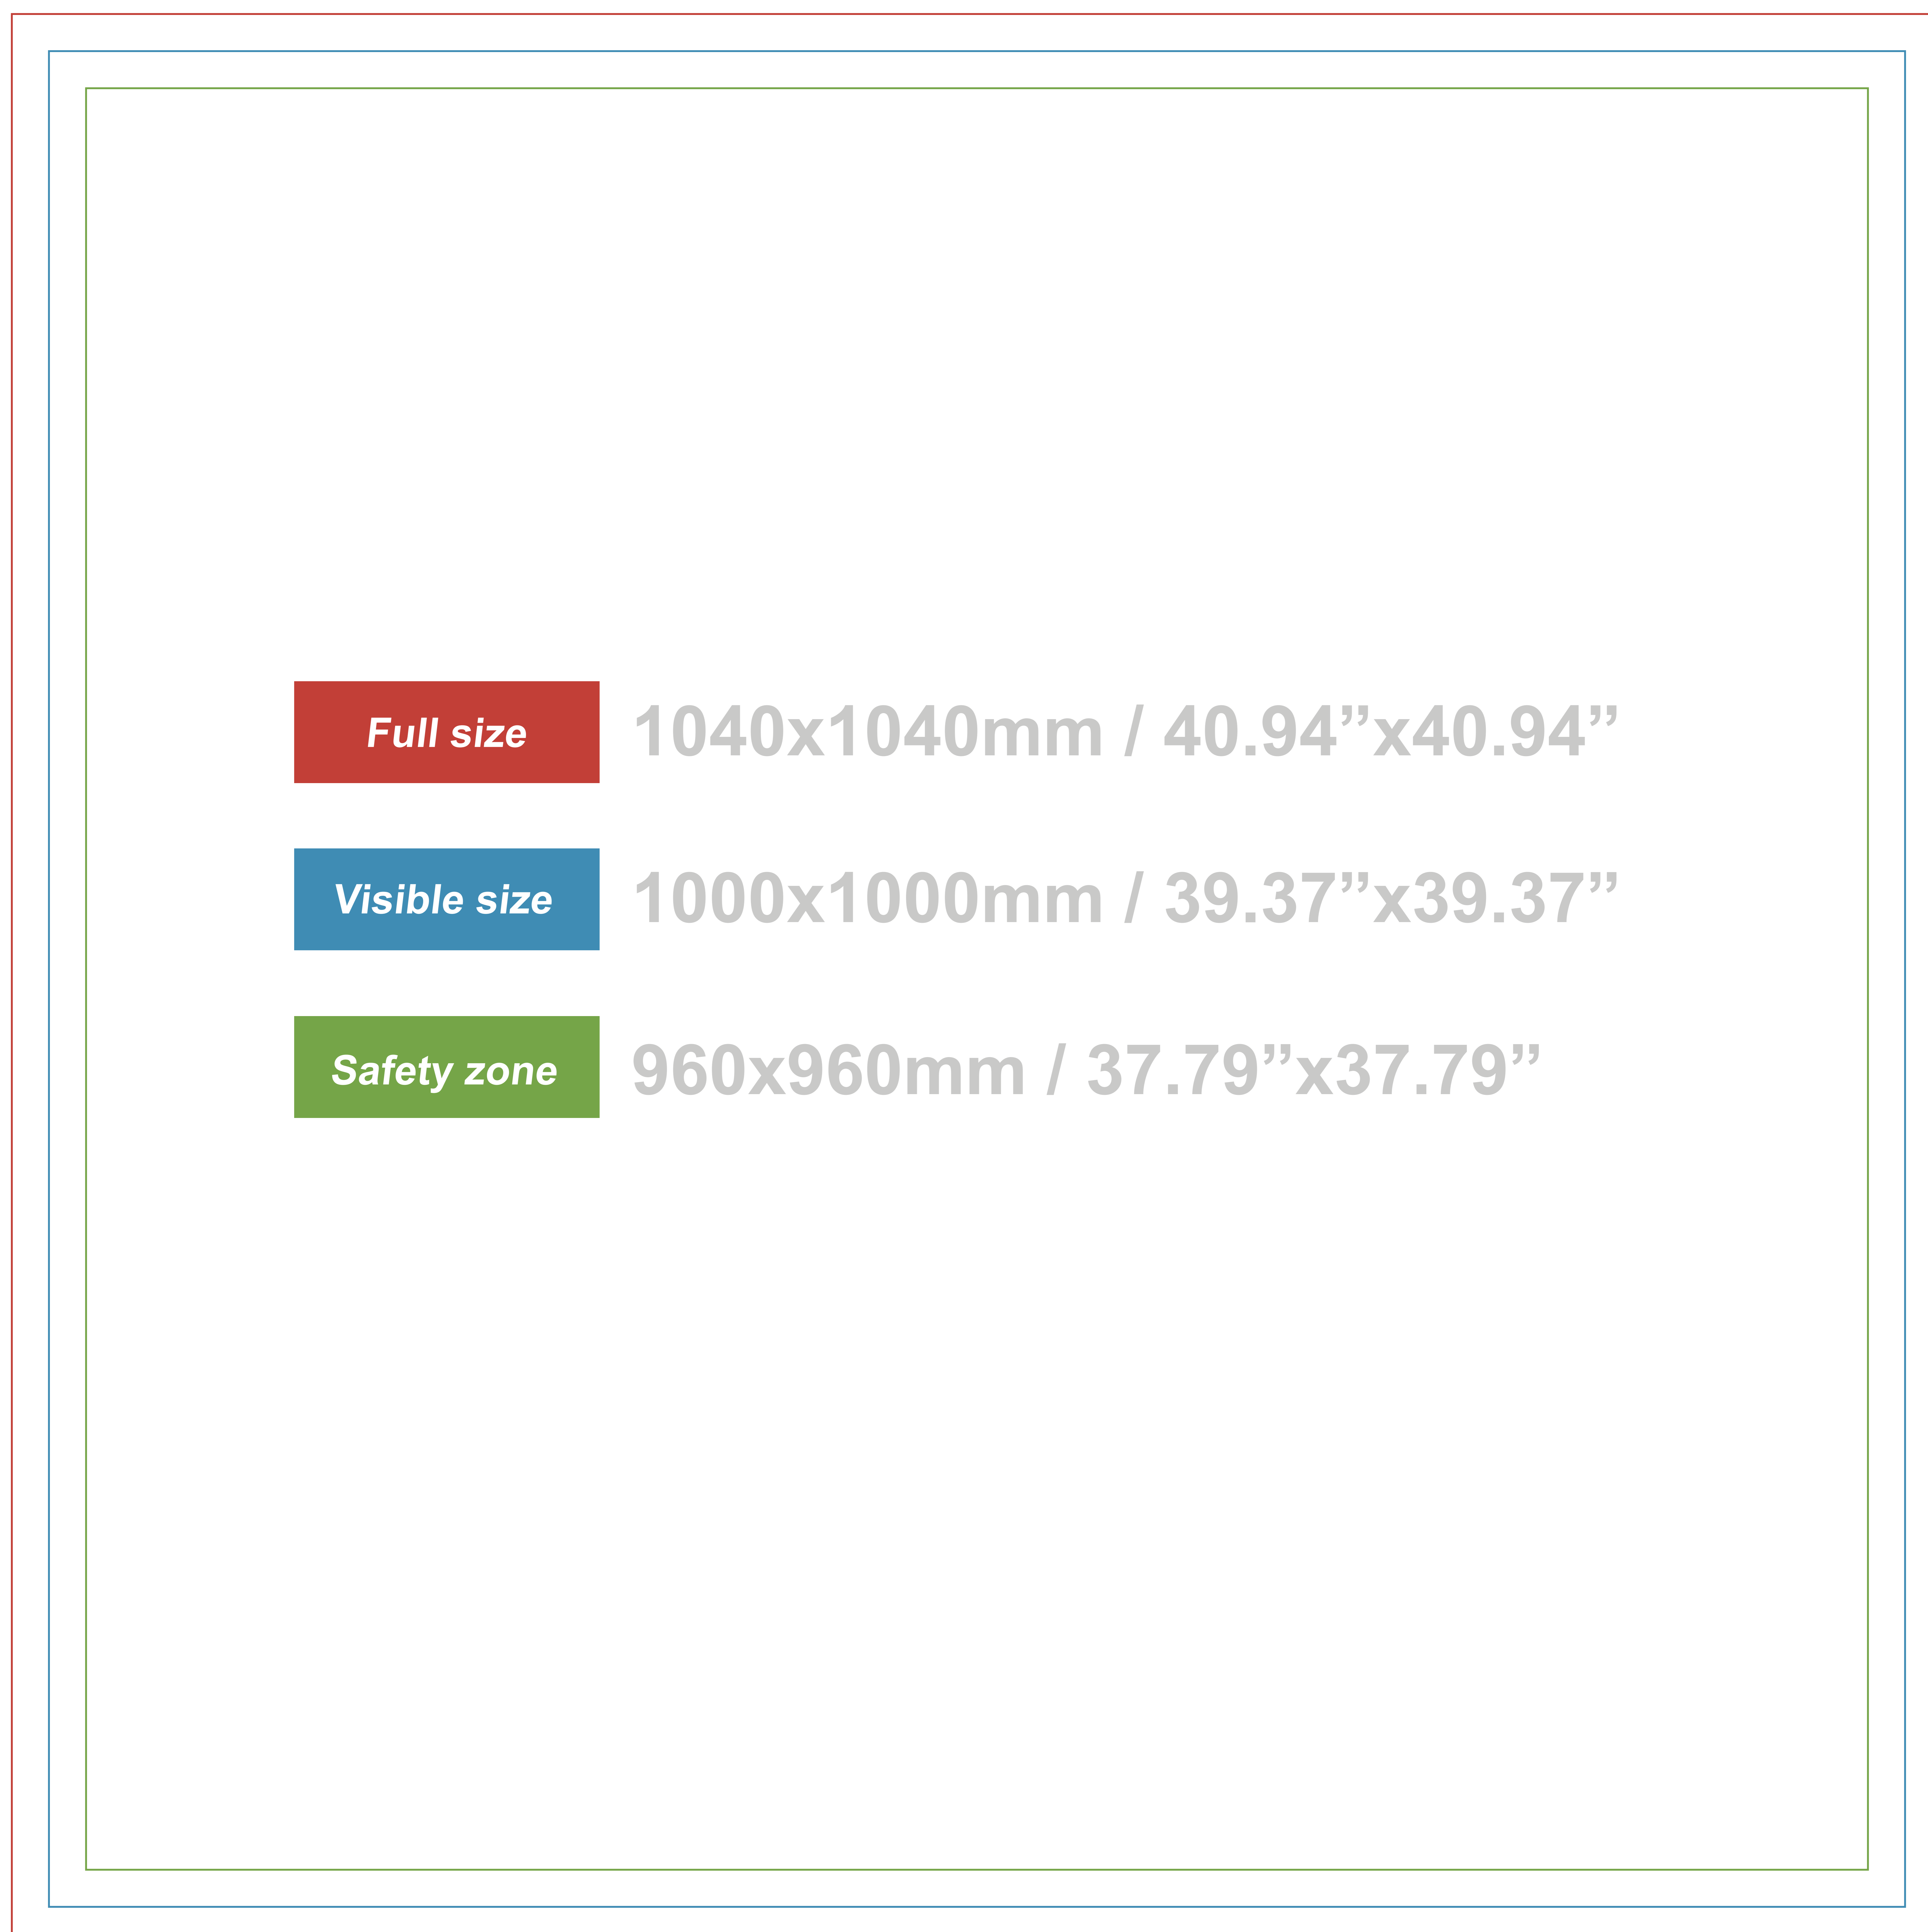 Full size 1040x1040mm / 40.94”x40.94”
Visible size 1000x1000mm / 39.37”x39.37”
Safety zone 960x960mm / 37.79”x37.79”